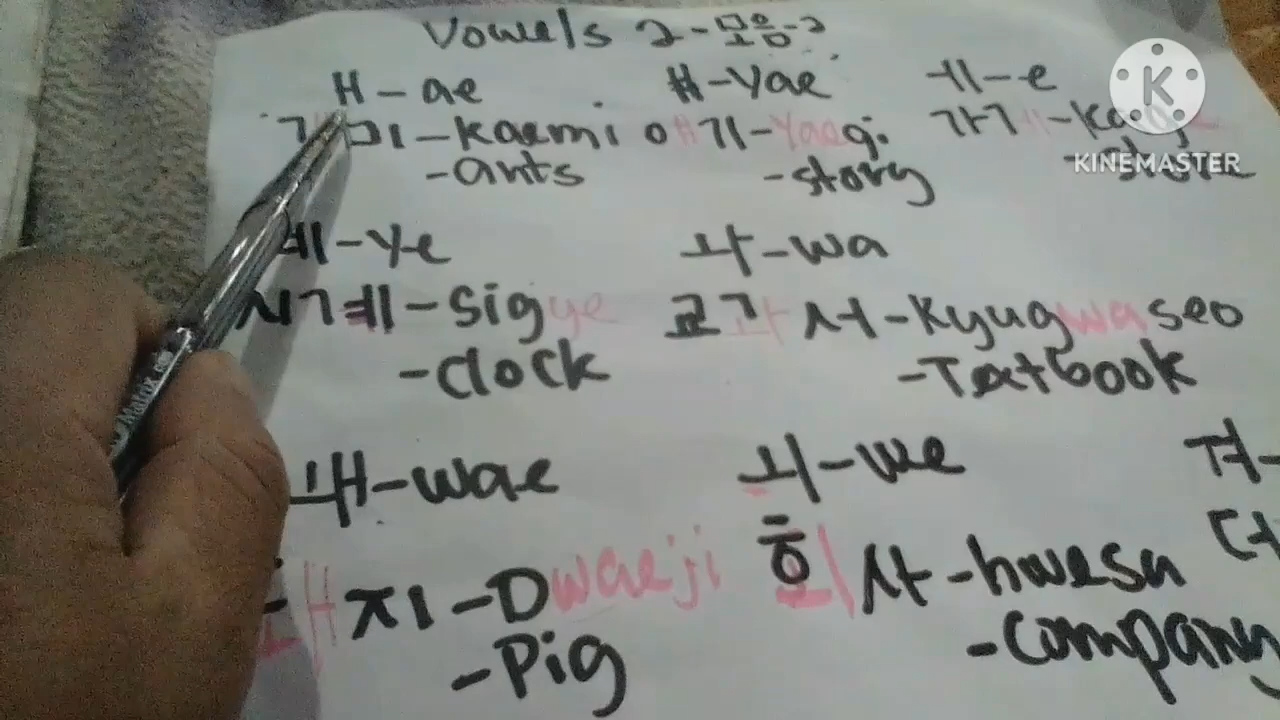 Vowels 2 - 모음 - 2
ㅐ - ae ㅒ - Yae ㅔ - e
개미 - kaemi 얘기 - Yaegi 가게 -
- ants - story - store
ㅖ - ye ㅘ - wa
시계 - Sigye 교과서 - Kyugwaseo
- Clock - Textbook
ㅙ - wae ㅚ - we ㅝ -
돼지 - Dwaeji 회사 - hwesa
- Pig - Company
K
KINEMASTER
Matrix